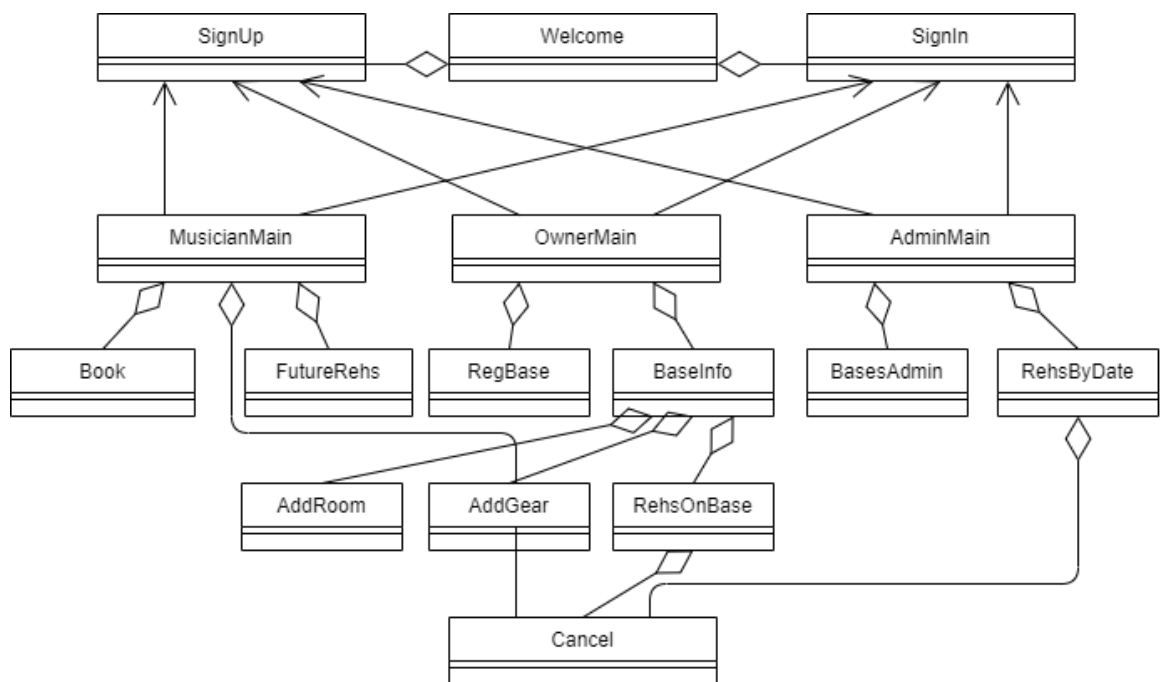 SignUp
Welcome
SignIn
MusicianMain
OwnerMain
AdminMain
Book
FutureRehs
RegBase
BaseInfo
BasesAdmin
RehsByDate
AddRoom
AddGear
RehsOnBase
Cancel